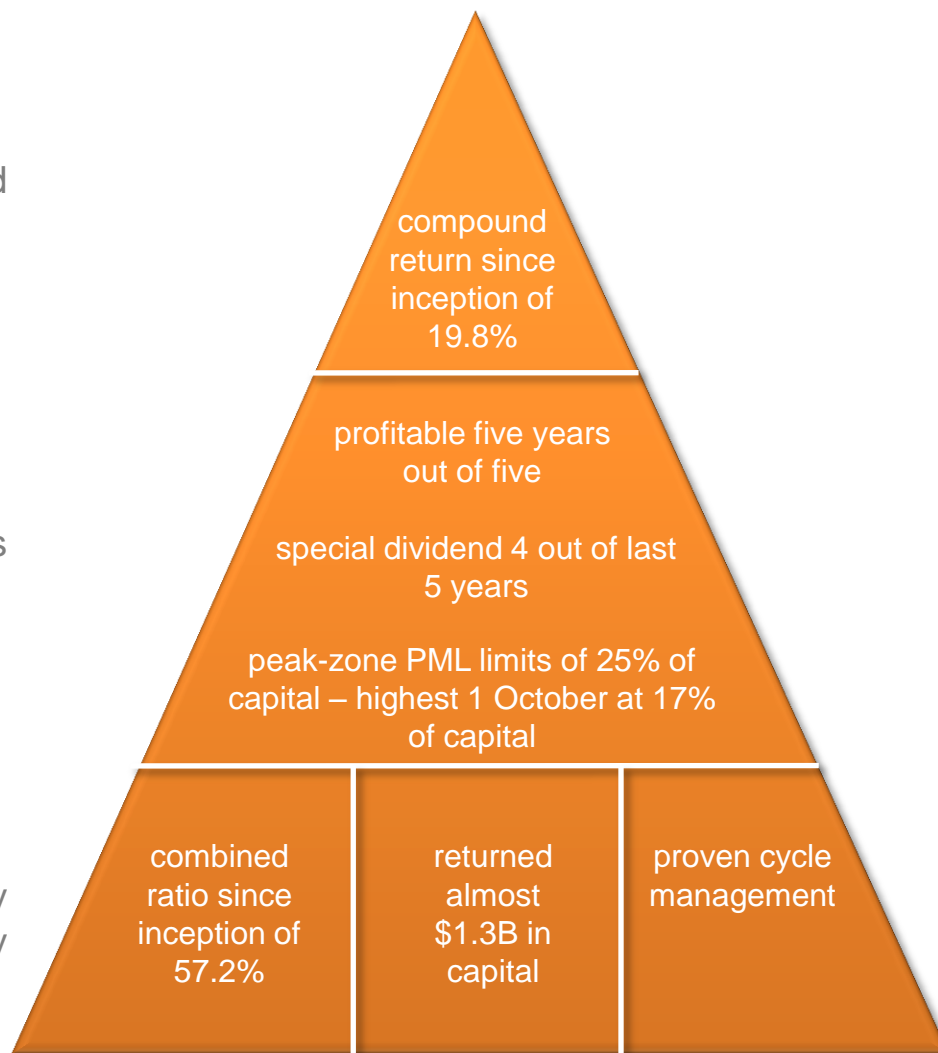 compound
return since
inception of
19.8%
profitable five years
out of five
special dividend 4 out of last
5 years
peak-zone PML limits of 25% of
capital – highest 1 October at 17%
of capital
combined
ratio since
inception of
57.2%
returned
almost
$1.3B in
capital
proven cycle
management